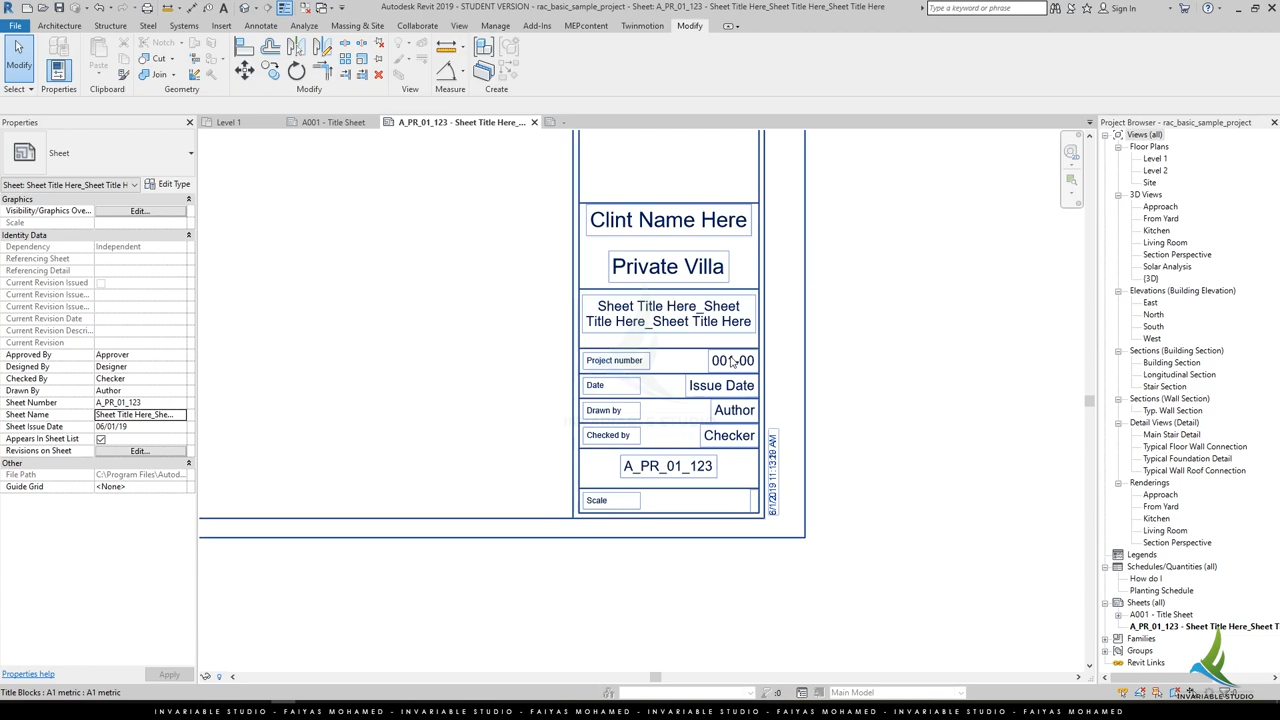 Autodesk Revit 2019 - STUDENT VERSION - rac_basic_sample_project - Sheet: A_PR_01_123 - Sheet Title Here_Sheet Title Here_Sheet Title Here
Type a keyword or phrase
Sign In
File Architecture Structure Steel Systems Insert Annotate Analyze Massing & Site Collaborate View Manage Add-Ins MEPcontent Twinmotion Modify
Notch
Cut
Join
Modify Properties Paste
Select Properties Clipboard Geometry Modify View Measure Create
Properties Level 1 A001 - Title Sheet A_PR_01_123 - Sheet Title Here_... Project Browser - rac_basic_sample_project
Sheet
Sheet: Sheet Title Here_Sheet Title H Edit Type
Graphics
Visibility/Graphics Ove... Edit...
Scale
Identity Data
Dependency Independent
Referencing Sheet
Referencing Detail
Current Revision Issued
Current Revision Issue...
Current Revision Issue...
Current Revision Date
Current Revision Descri...
Current Revision
Approved By Approver
Designed By Designer
Checked By Checker
Drawn By Author
Sheet Number A_PR_01_123
Sheet Name Sheet Title Here_She...
Sheet Issue Date 06/01/19
Appears In Sheet List
Revisions on Sheet Edit...
Other
File Path C:\Program Files\Autod...
Guide Grid <None>
Properties help Apply
Clint Name Here
Private Villa
Sheet Title Here_Sheet
Title Here_Sheet Title Here
Project number 001-00
Date Issue Date
Drawn by Author
Checked by Checker
A_PR_01_123
Scale
6/1/2019 11:13:28 AM
Views (all)
Floor Plans
Level 1
Level 2
Site
3D Views
Approach
From Yard
Kitchen
Living Room
Section Perspective
Solar Analysis
{3D}
Elevations (Building Elevation)
East
North
South
West
Sections (Building Section)
Building Section
Longitudinal Section
Stair Section
Sections (Wall Section)
Typ. Wall Section
Detail Views (Detail)
Main Stair Detail
Typical Floor Wall Connection
Typical Foundation Detail
Typical Wall Roof Connection
Renderings
Approach
From Yard
Kitchen
Living Room
Section Perspective
Legends
Schedules/Quantities (all)
How do I
Planting Schedule
Sheets (all)
A001 - Title Sheet
A_PR_01_123 - Sheet Title Here_Sheet T
Families
Groups
Revit Links
Title Blocks : A1 metric : A1 metric :0 Main Model
INVARIABLE STUDIO
INVARIABLE STUDIO - FAIYAS MOHAMED - INVARIABLE STUDIO - FAIYAS MOHAMED - INVARIABLE STUDIO - FAIYAS MOHAMED - INVARIABLE STUDIO - FAIYAS MOHAMED